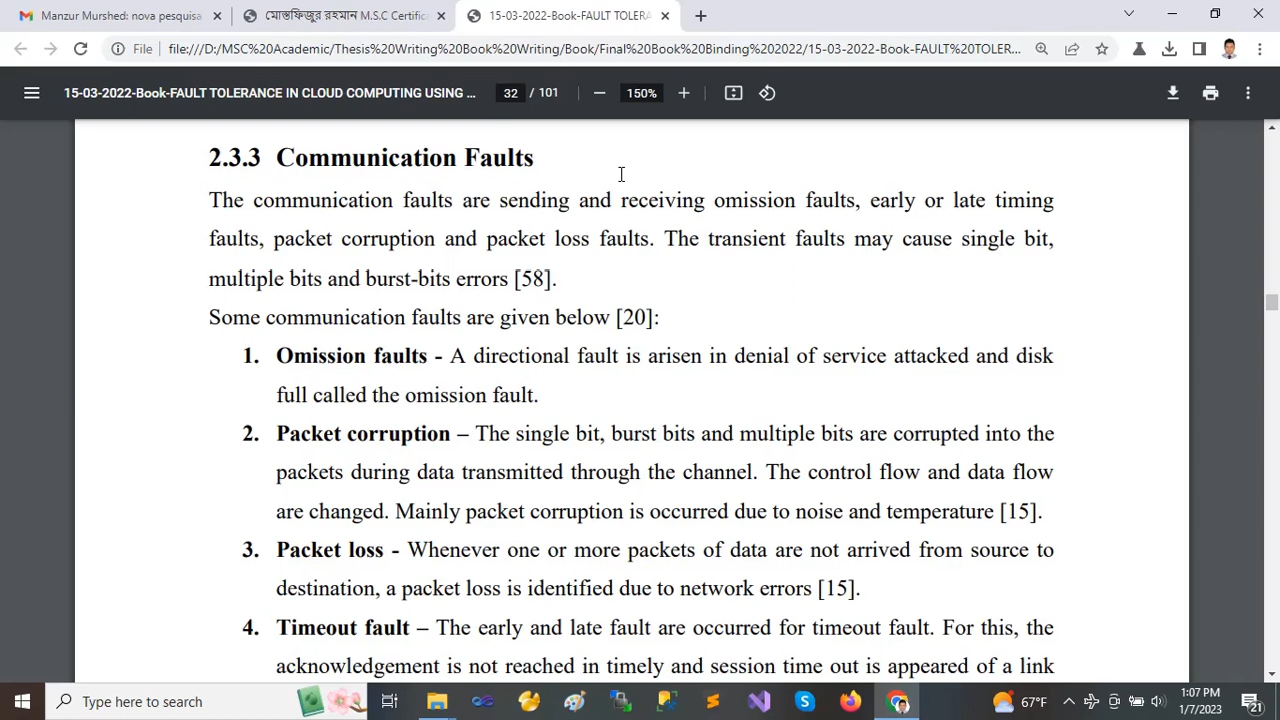 Manzur Murshed: nova pesquisa
মোস্তফিজুর রহমান M.S.C Certifica
15-03-2022-Book-FAULT TOLERA
File file:///D:/MSC%20Academic/Thesis%20Writing%20Book%20Writing/Book/Final%20Book%20Binding%202022/15-03-2022-Book-FAULT%20TOLER...
15-03-2022-Book-FAULT TOLERANCE IN CLOUD COMPUTING USING ... 32 / 101 150%
2.3.3 Communication Faults
The communication faults are sending and receiving omission faults, early or late timing
faults, packet corruption and packet loss faults. The transient faults may cause single bit,
multiple bits and burst-bits errors [58].
Some communication faults are given below [20]:
1. Omission faults - A directional fault is arisen in denial of service attacked and disk
full called the omission fault.
2. Packet corruption – The single bit, burst bits and multiple bits are corrupted into the
packets during data transmitted through the channel. The control flow and data flow
are changed. Mainly packet corruption is occurred due to noise and temperature [15].
3. Packet loss - Whenever one or more packets of data are not arrived from source to
destination, a packet loss is identified due to network errors [15].
4. Timeout fault – The early and late fault are occurred for timeout fault. For this, the
acknowledgement is not reached in timely and session time out is appeared of a link
Type here to search
67°F
1:07 PM
1/7/2023
21